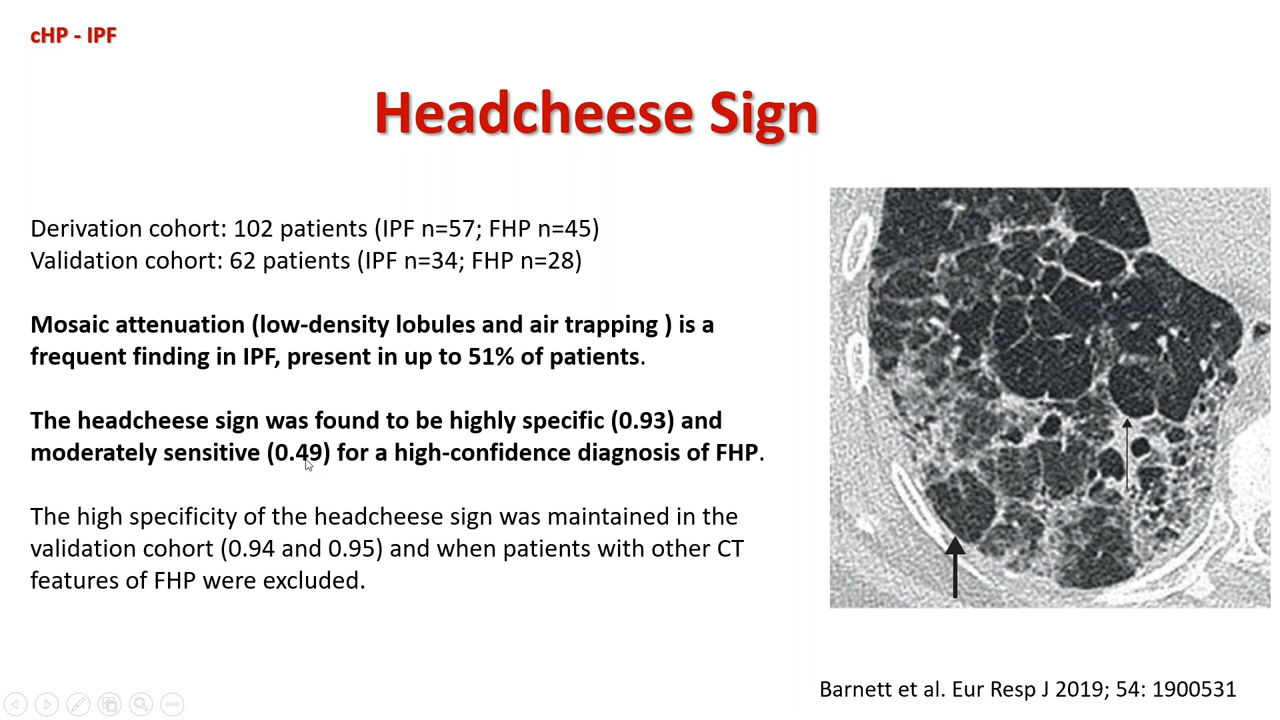 cHP - IPF
Headcheese Sign
Derivation cohort: 102 patients (IPF n=57; FHP n=45)
Validation cohort: 62 patients (IPF n=34; FHP n=28)
Mosaic attenuation (low-density lobules and air trapping ) is a
frequent finding in IPF, present in up to 51% of patients.
The headcheese sign was found to be highly specific (0.93) and
moderately sensitive (0.49) for a high-confidence diagnosis of FHP.
The high specificity of the headcheese sign was maintained in the
validation cohort (0.94 and 0.95) and when patients with other CT
features of FHP were excluded.
Barnett et al. Eur Resp J 2019; 54: 1900531